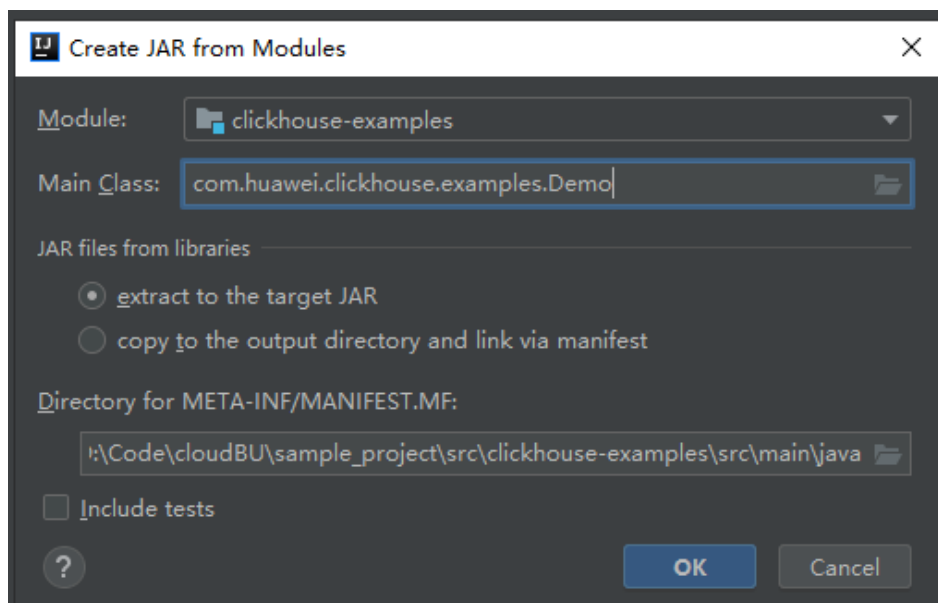 Create JAR from Modules
Module: clickhouse-examples
Main Class: com.huawei.clickhouse.examples.Demo
JAR files from libraries
extract to the target JAR
copy to the output directory and link via manifest
Directory for META-INF/MANIFEST.MF:
:\Code\cloudBU\sample_project\src\clickhouse-examples\src\main\java
Include tests
? OK Cancel